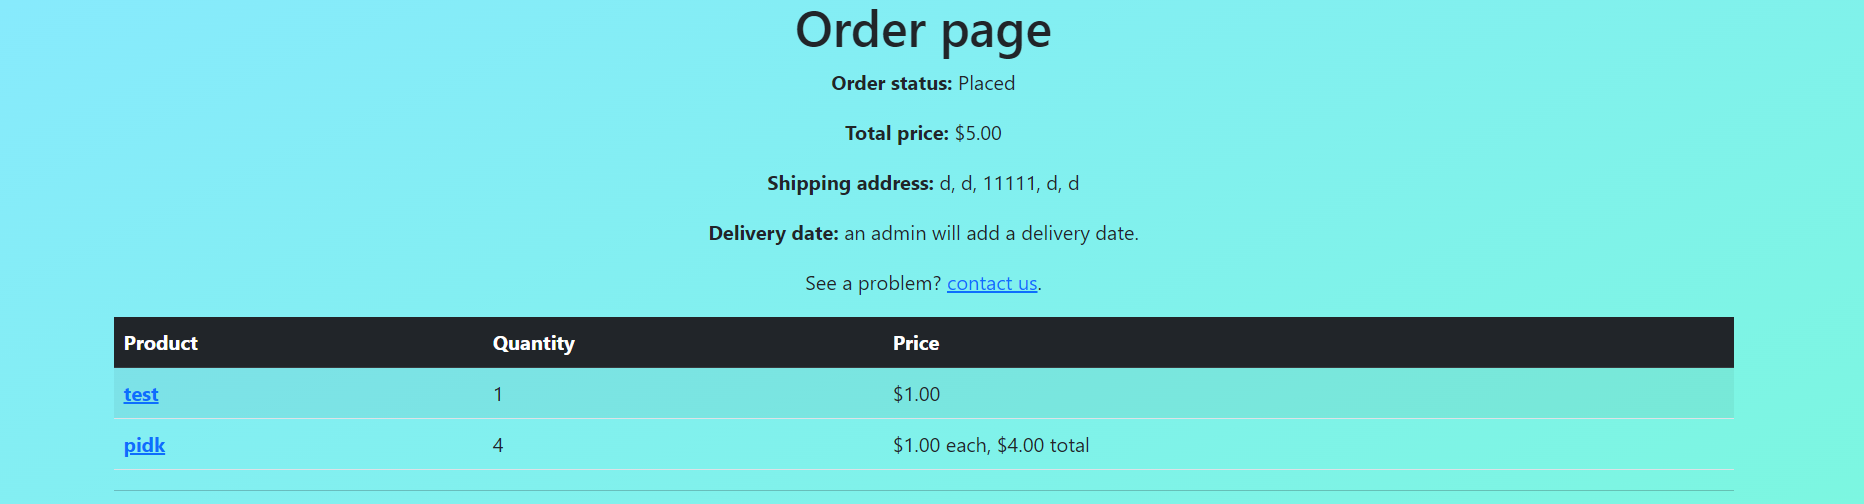 Order page
Order status: Placed
Total price: $5.00
Shipping address: d, d, 11111, d, d
Delivery date: an admin will add a delivery date.
See a problem? contact us.
Product Quantity Price
test 1 $1.00
pidk 4 $1.00 each, $4.00 total